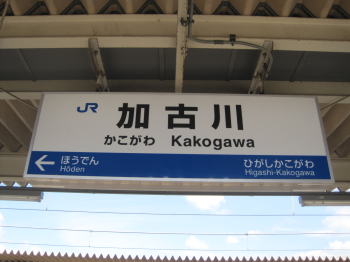 JR 加古川
かこがわ Kakogawa
ほうでん ひがしかこがわ
Hōden Higashi-Kakogawa